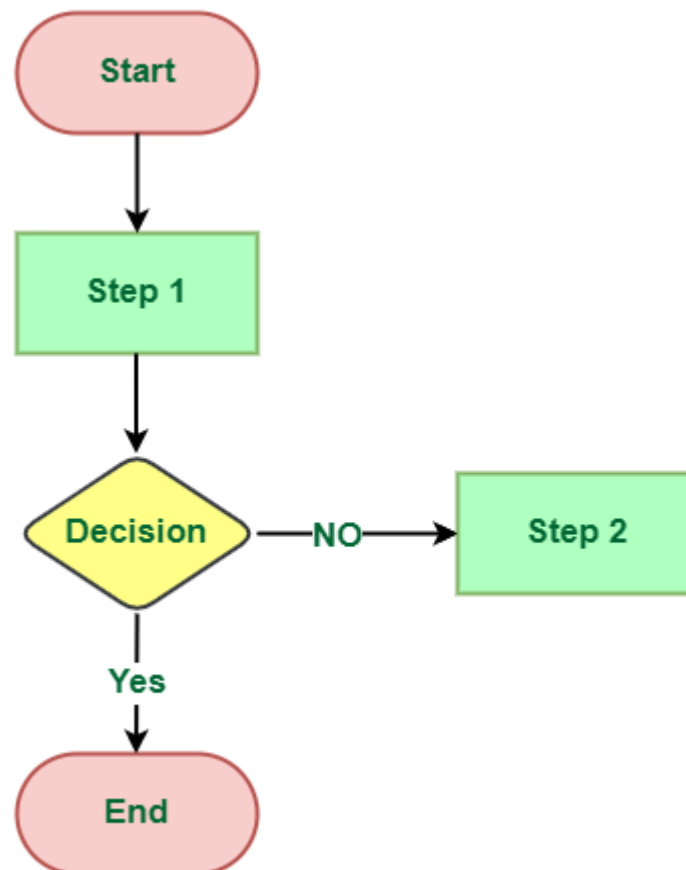 Start
Step 1
Decision
NO
Step 2
Yes
End